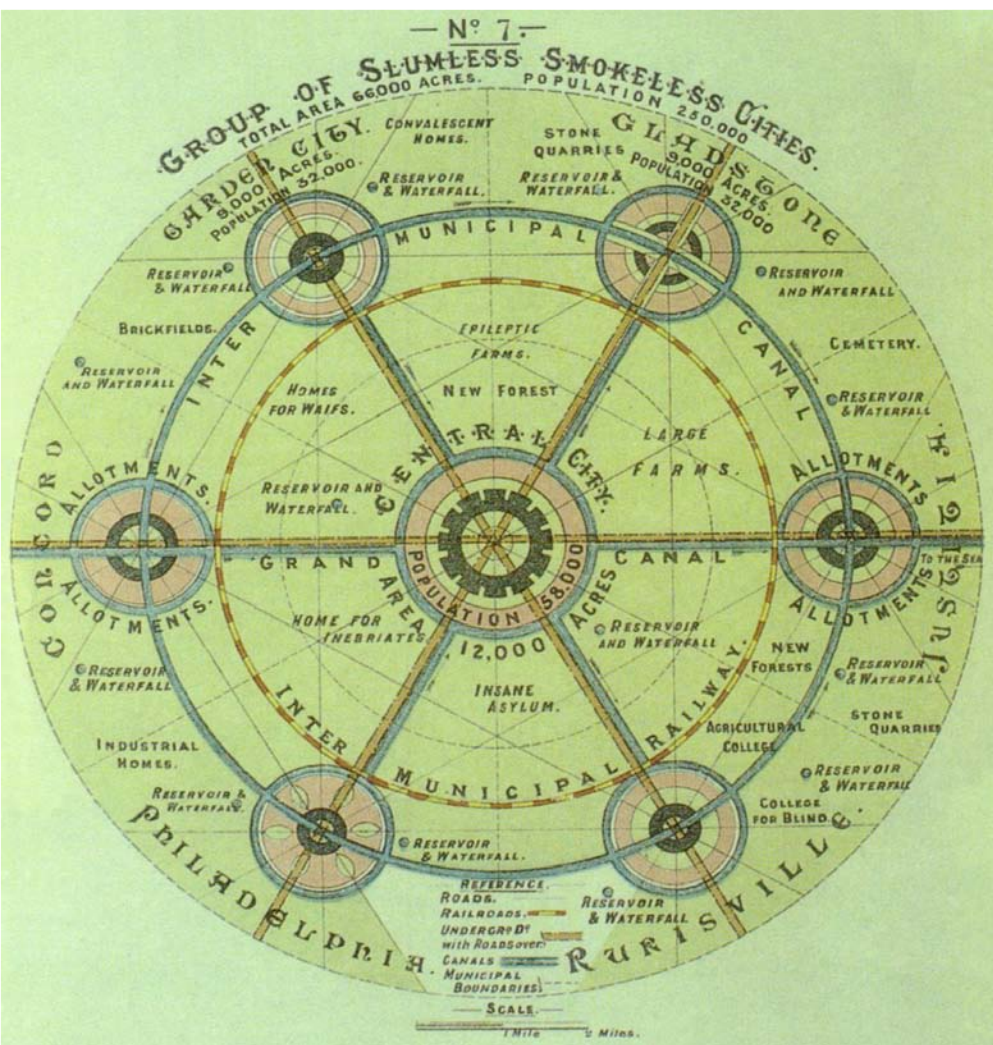 — Nº 7. —
GROUP OF SLUMLESS SMOKELESS CITIES.
TOTAL AREA 66,000 ACRES. POPULATION 250,000
GARDEN CITY.
9,000 ACRES.
POPULATION 32,000.
CONVALESCENT
HOMES.
STONE
QUARRIES
GLADSTONE
9,000 ACRES.
POPULATION
32,000
RESERVOIR
& WATERFALL.
RESERVOIR &
WATERFALL.
INTER MUNICIPAL CANAL
RESERVOIR
& WATERFALL
RESERVOIR
AND WATERFALL
BRICKFIELDS.
EPILEPTIC
FARMS.
CEMETERY.
RESERVOIR
AND WATERFALL
HOMES
FOR WAIFS.
NEW FOREST
RESERVOIR
& WATERFALL
LARGE
FARMS.
CENTRAL CITY.
CONCORD
ALLOTMENTS.
ALLOTMENTS
JUSTITIA
RESERVOIR AND
WATERFALL.
GRAND CANAL
TO THE SEA
AREA 12,000 ACRES
POPULATION 58,000
ALLOTMENTS.
ALLOTMENTS
HOME FOR
INEBRIATES.
RESERVOIR
AND WATERFALL
NEW
FORESTS
RESERVOIR
& WATERFALL
RESERVOIR
& WATERFALL
INSANE
ASYLUM.
INTER MUNICIPAL RAILWAY.
AGRICULTURAL
COLLEGE
STONE
QUARRIES
INDUSTRIAL
HOMES.
RESERVOIR
& WATERFALL
RESERVOIR &
WATERFALL.
COLLEGE
FOR BLIND.
RESERVOIR
& WATERFALL.
PHILADELPHIA.
RURISVILLE.
REFERENCE.
ROADS.
RAILROADS.
UNDERGRD Dº
with ROADS over
CANALS
MUNICIPAL
BOUNDARIES
RESERVOIR
& WATERFALL
— SCALE. —
1 Mile 2 Miles.